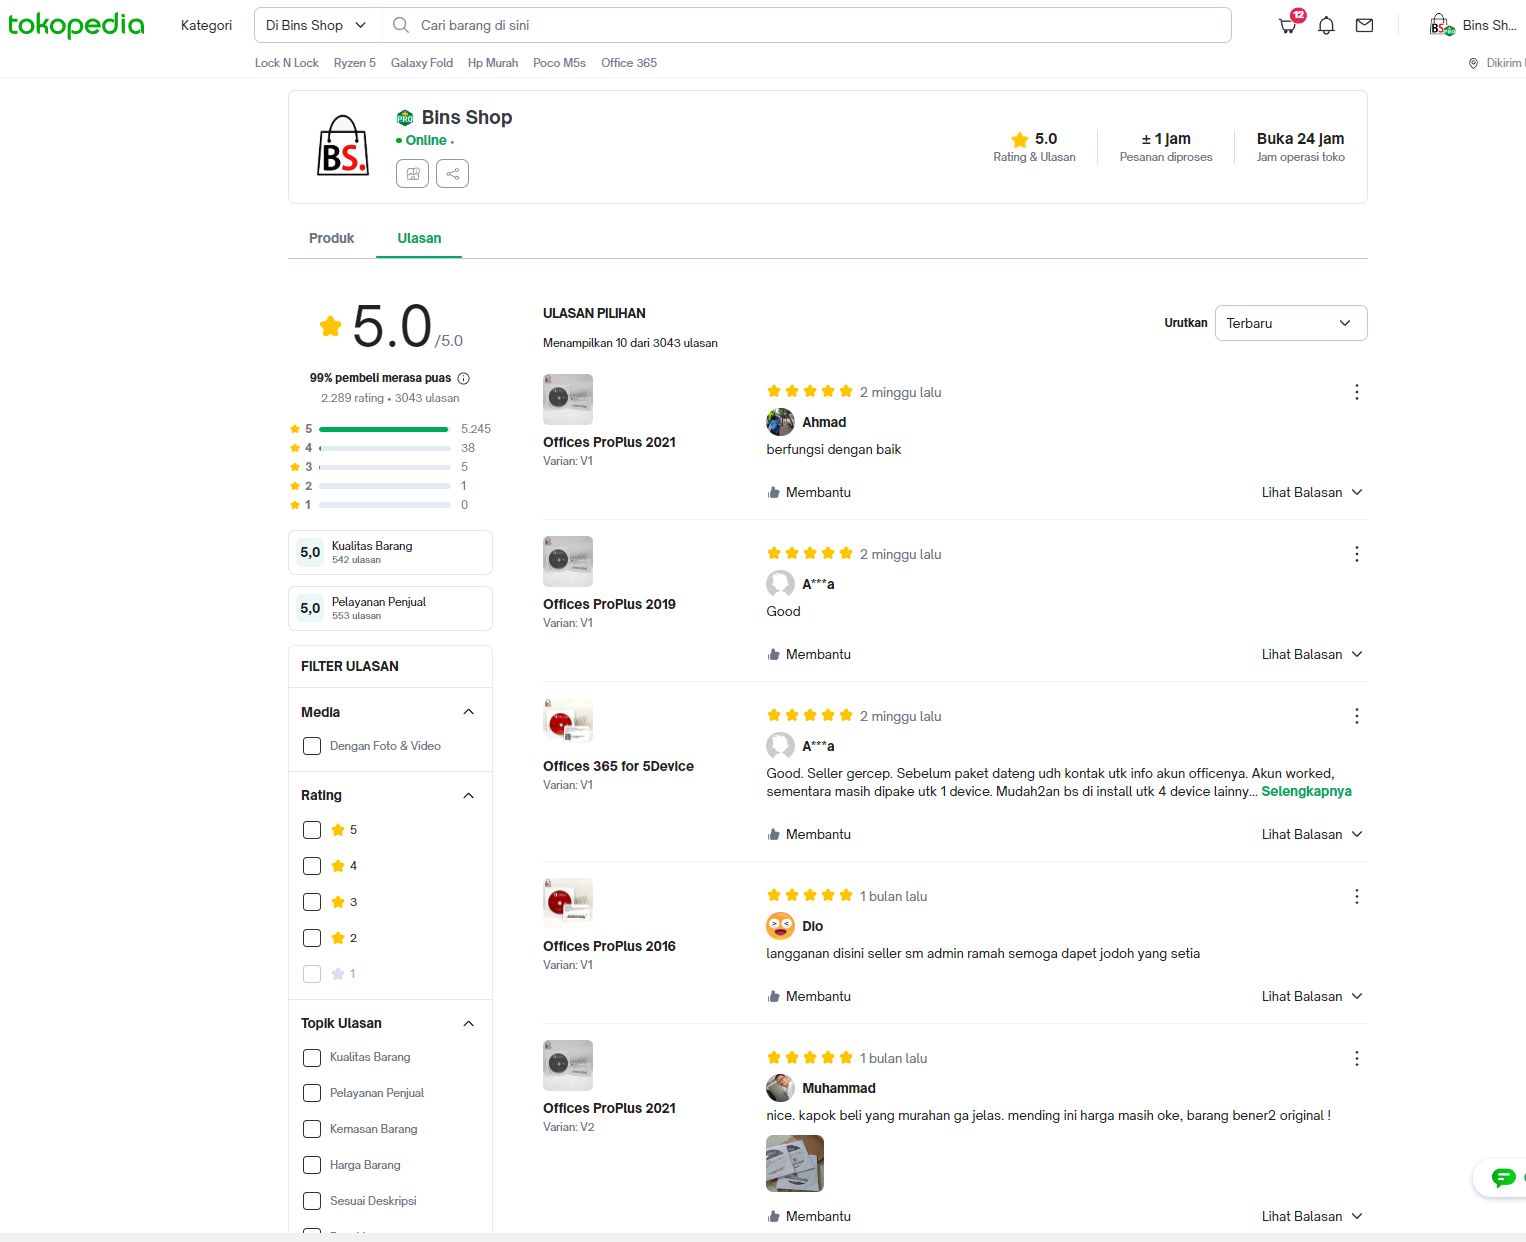 tokopedia
Kategori
Di Bins Shop
Cari barang di sini
12
Bins Sh...
Lock N Lock Ryzen 5 Galaxy Fold Hp Murah Poco M5s Office 365
Dikirim
PRO Bins Shop
BS.
Online •
5.0
Rating & Ulasan
± 1 jam
Pesanan diproses
Buka 24 jam
Jam operasi toko
Produk
Ulasan
5.0/5.0
99% pembeli merasa puas
2.289 rating • 3043 ulasan
5 5.245
4 38
3 5
2 1
1 0
5,0 Kualitas Barang
542 ulasan
5,0 Pelayanan Penjual
553 ulasan
FILTER ULASAN
Media
Dengan Foto & Video
Rating
5
4
3
2
1
Topik Ulasan
Kualitas Barang
Pelayanan Penjual
Kemasan Barang
Harga Barang
Sesuai Deskripsi
ULASAN PILIHAN
Menampilkan 10 dari 3043 ulasan
Urutkan
Terbaru
Offices ProPlus 2021
Varian: V1
2 minggu lalu
Ahmad
berfungsi dengan baik
Membantu
Lihat Balasan
Offices ProPlus 2019
Varian: V1
2 minggu lalu
A***a
Good
Membantu
Lihat Balasan
Offices 365 for 5Device
Varian: V1
2 minggu lalu
A***a
Good. Seller gercep. Sebelum paket dateng udh kontak utk info akun officenya. Akun worked,
sementara masih dipake utk 1 device. Mudah2an bs di install utk 4 device lainny... Selengkapnya
Membantu
Lihat Balasan
Offices ProPlus 2016
Varian: V1
1 bulan lalu
Dio
langganan disini seller sm admin ramah semoga dapet jodoh yang setia
Membantu
Lihat Balasan
Offices ProPlus 2021
Varian: V2
1 bulan lalu
Muhammad
nice. kapok beli yang murahan ga jelas. mending ini harga masih oke, barang bener2 original !
Membantu
Lihat Balasan